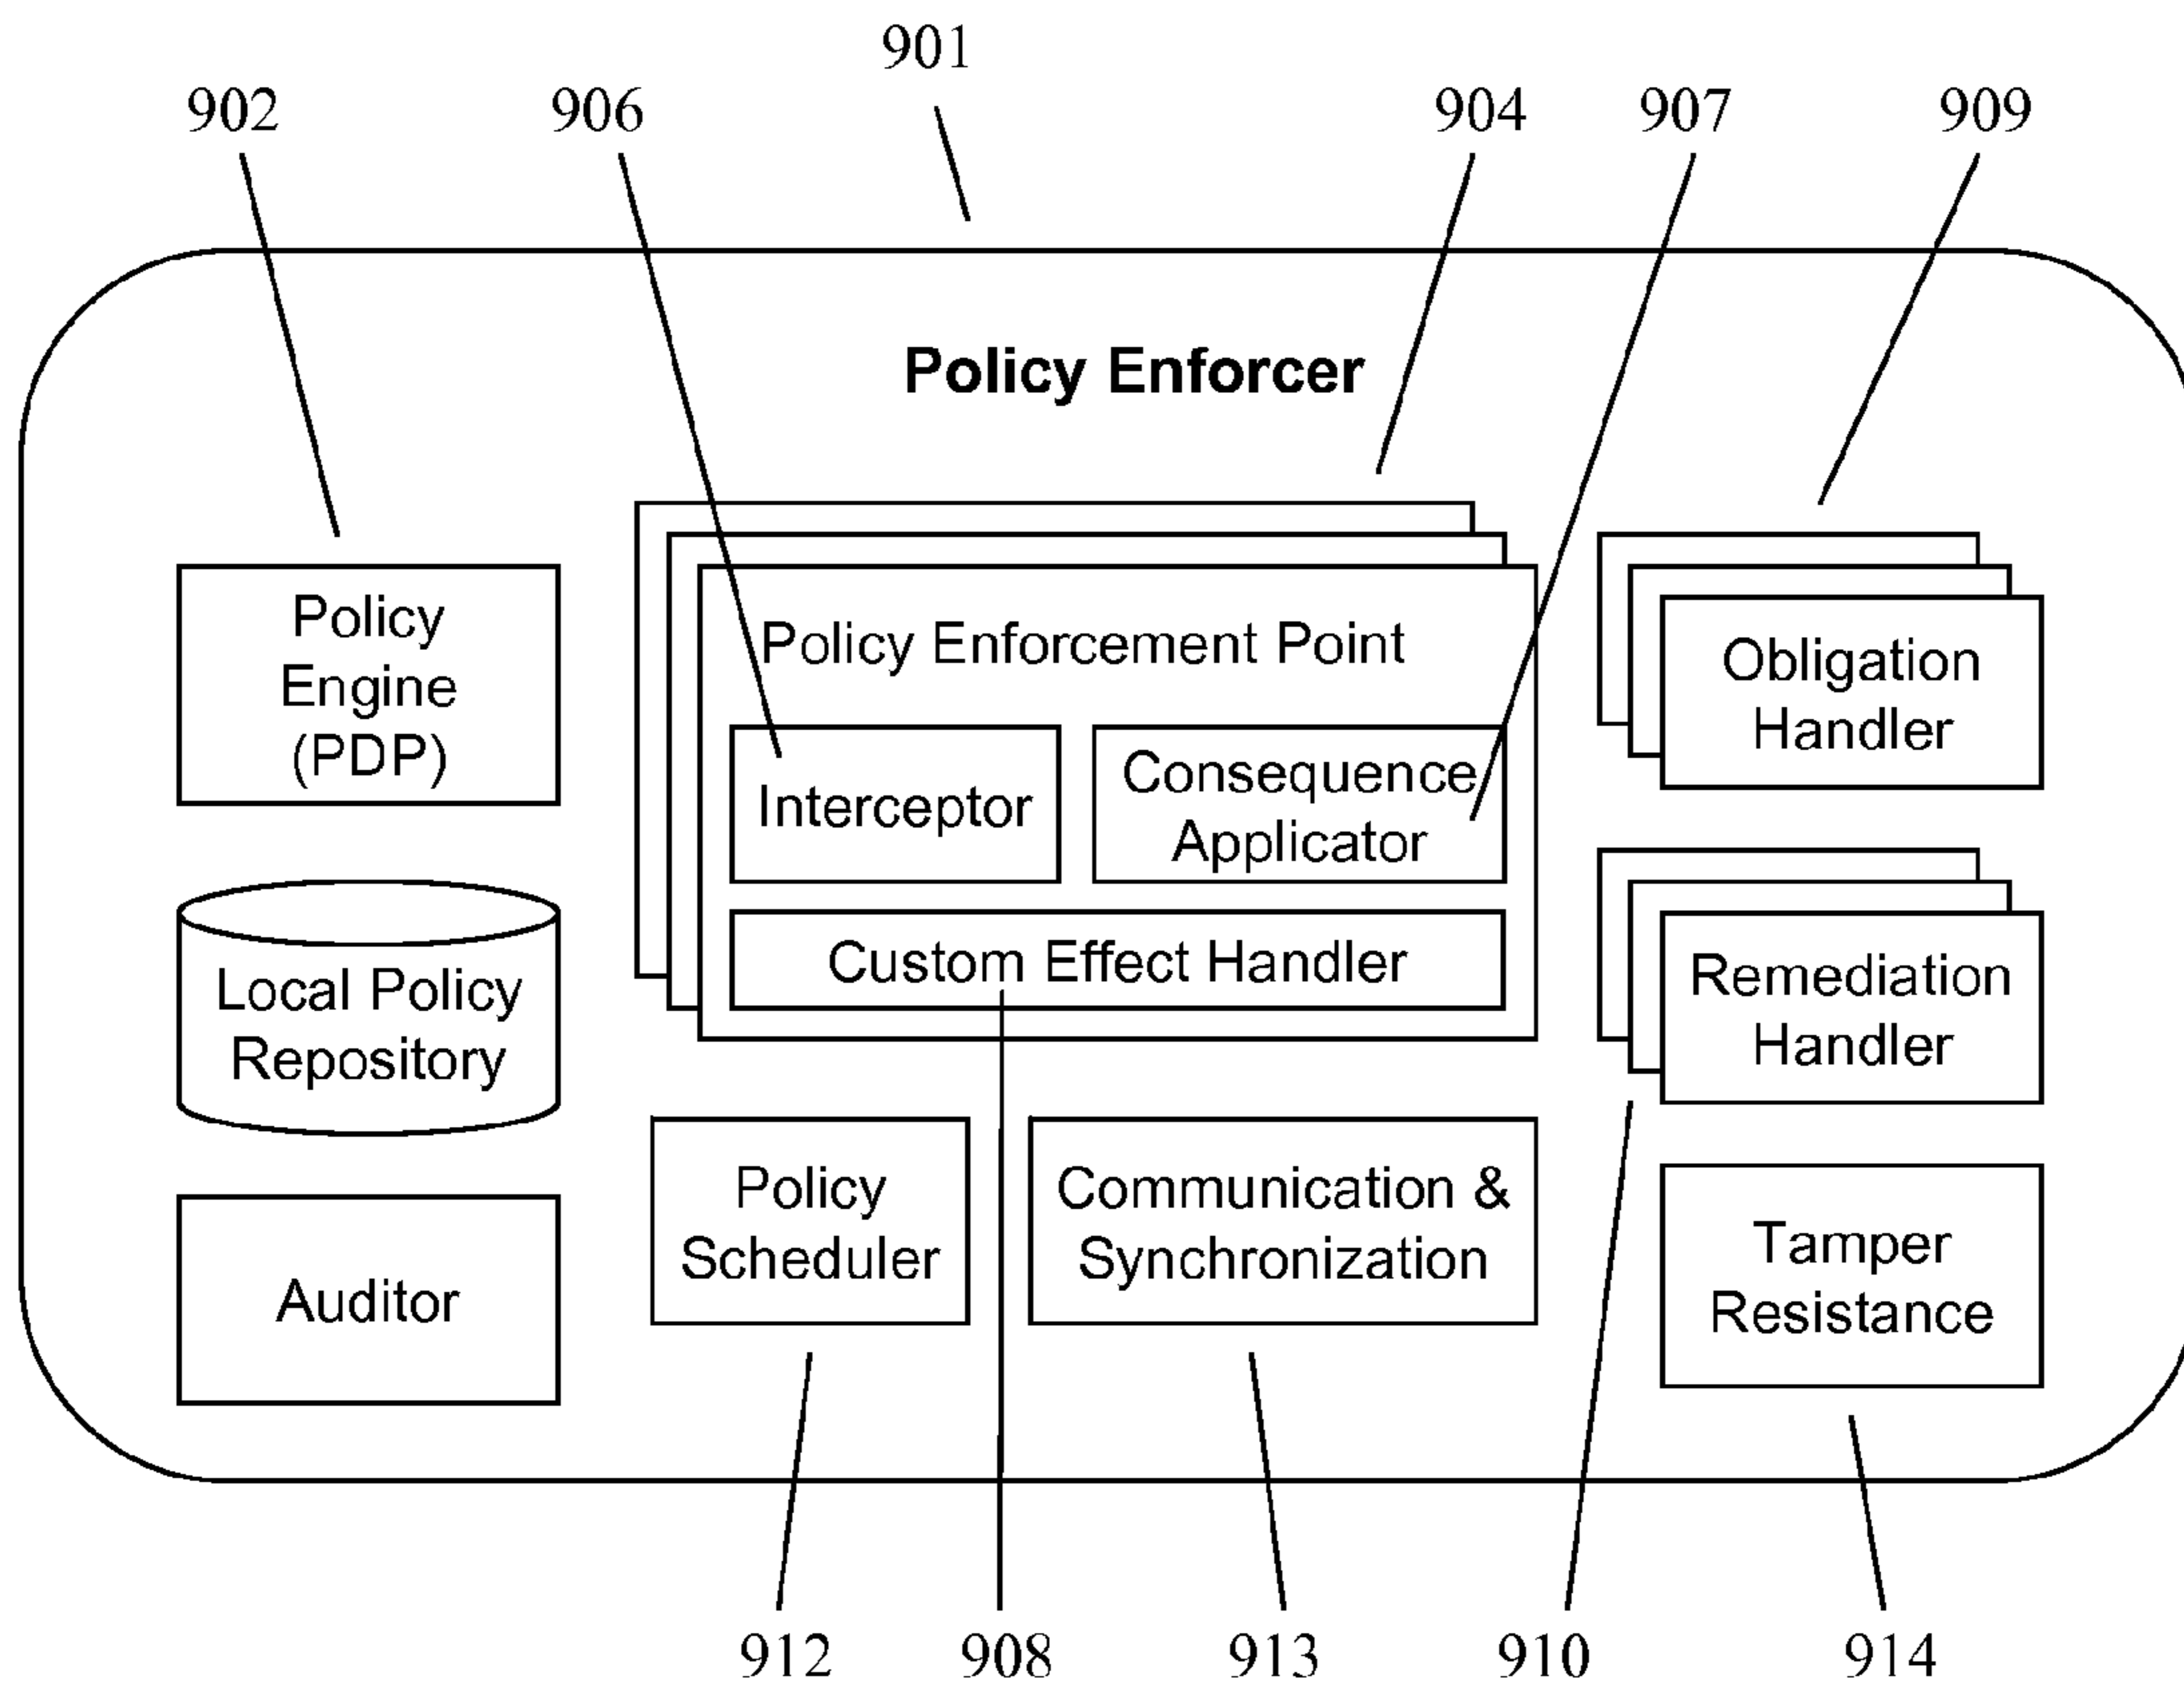 901
902
906
904
907
909
Policy Enforcer
Policy
Engine
(PDP)
Policy Enforcement Point
Interceptor
Consequence
Applicator
Custom Effect Handler
Obligation
Handler
Local Policy
Repository
Remediation
Handler
Auditor
Policy
Scheduler
Communication &
Synchronization
Tamper
Resistance
912
908
913
910
914